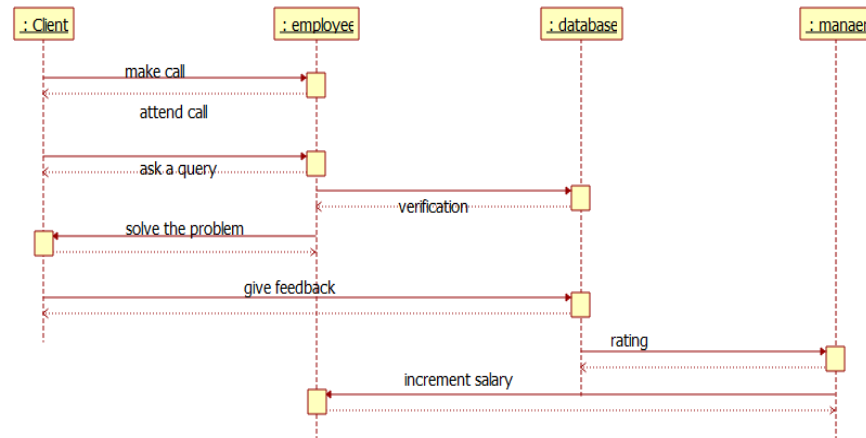 : Client
: employee
: database
: manaer
make call
attend call
ask a query
verification
solve the problem
give feedback
rating
increment salary